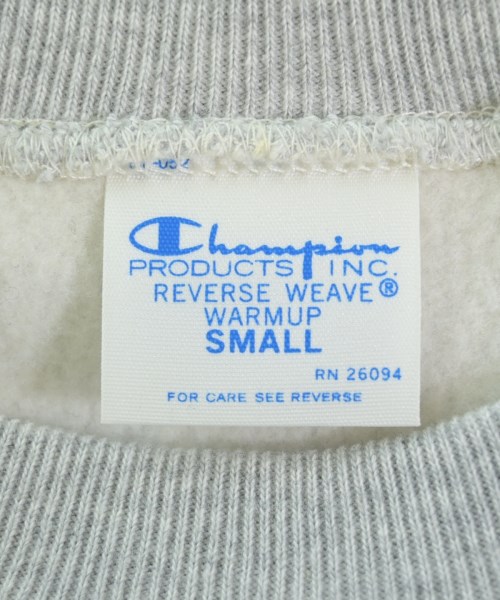 Champion
PRODUCTS INC.
REVERSE WEAVE®
WARMUP
SMALL
RN 26094
FOR CARE SEE REVERSE